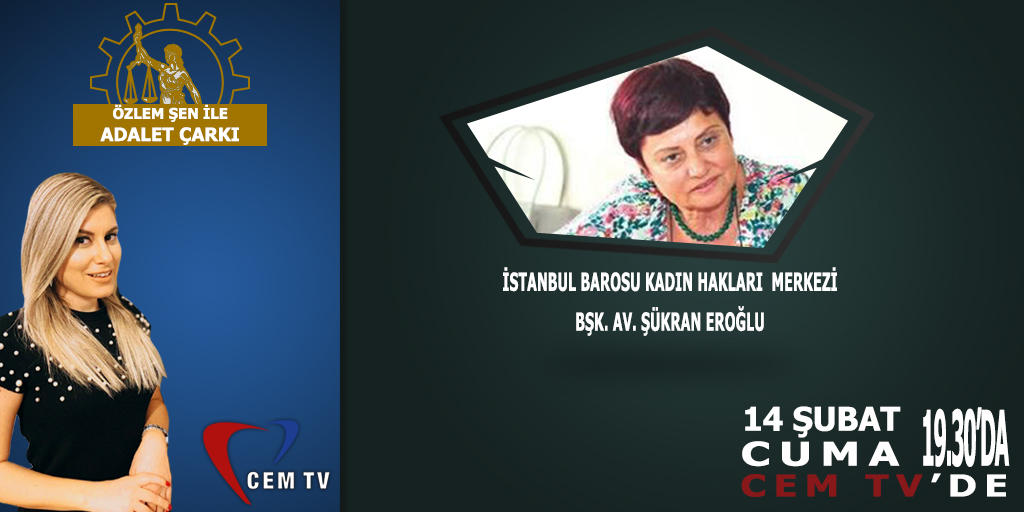 ÖZLEM ŞEN İLE
ADALET ÇARKI
CEM TV
İSTANBUL BAROSU KADIN HAKLARI MERKEZİ
BŞK. AV. ŞÜKRAN EROĞLU
14 ŞUBAT
CUMA 19.30'DA
CEM TV'DE